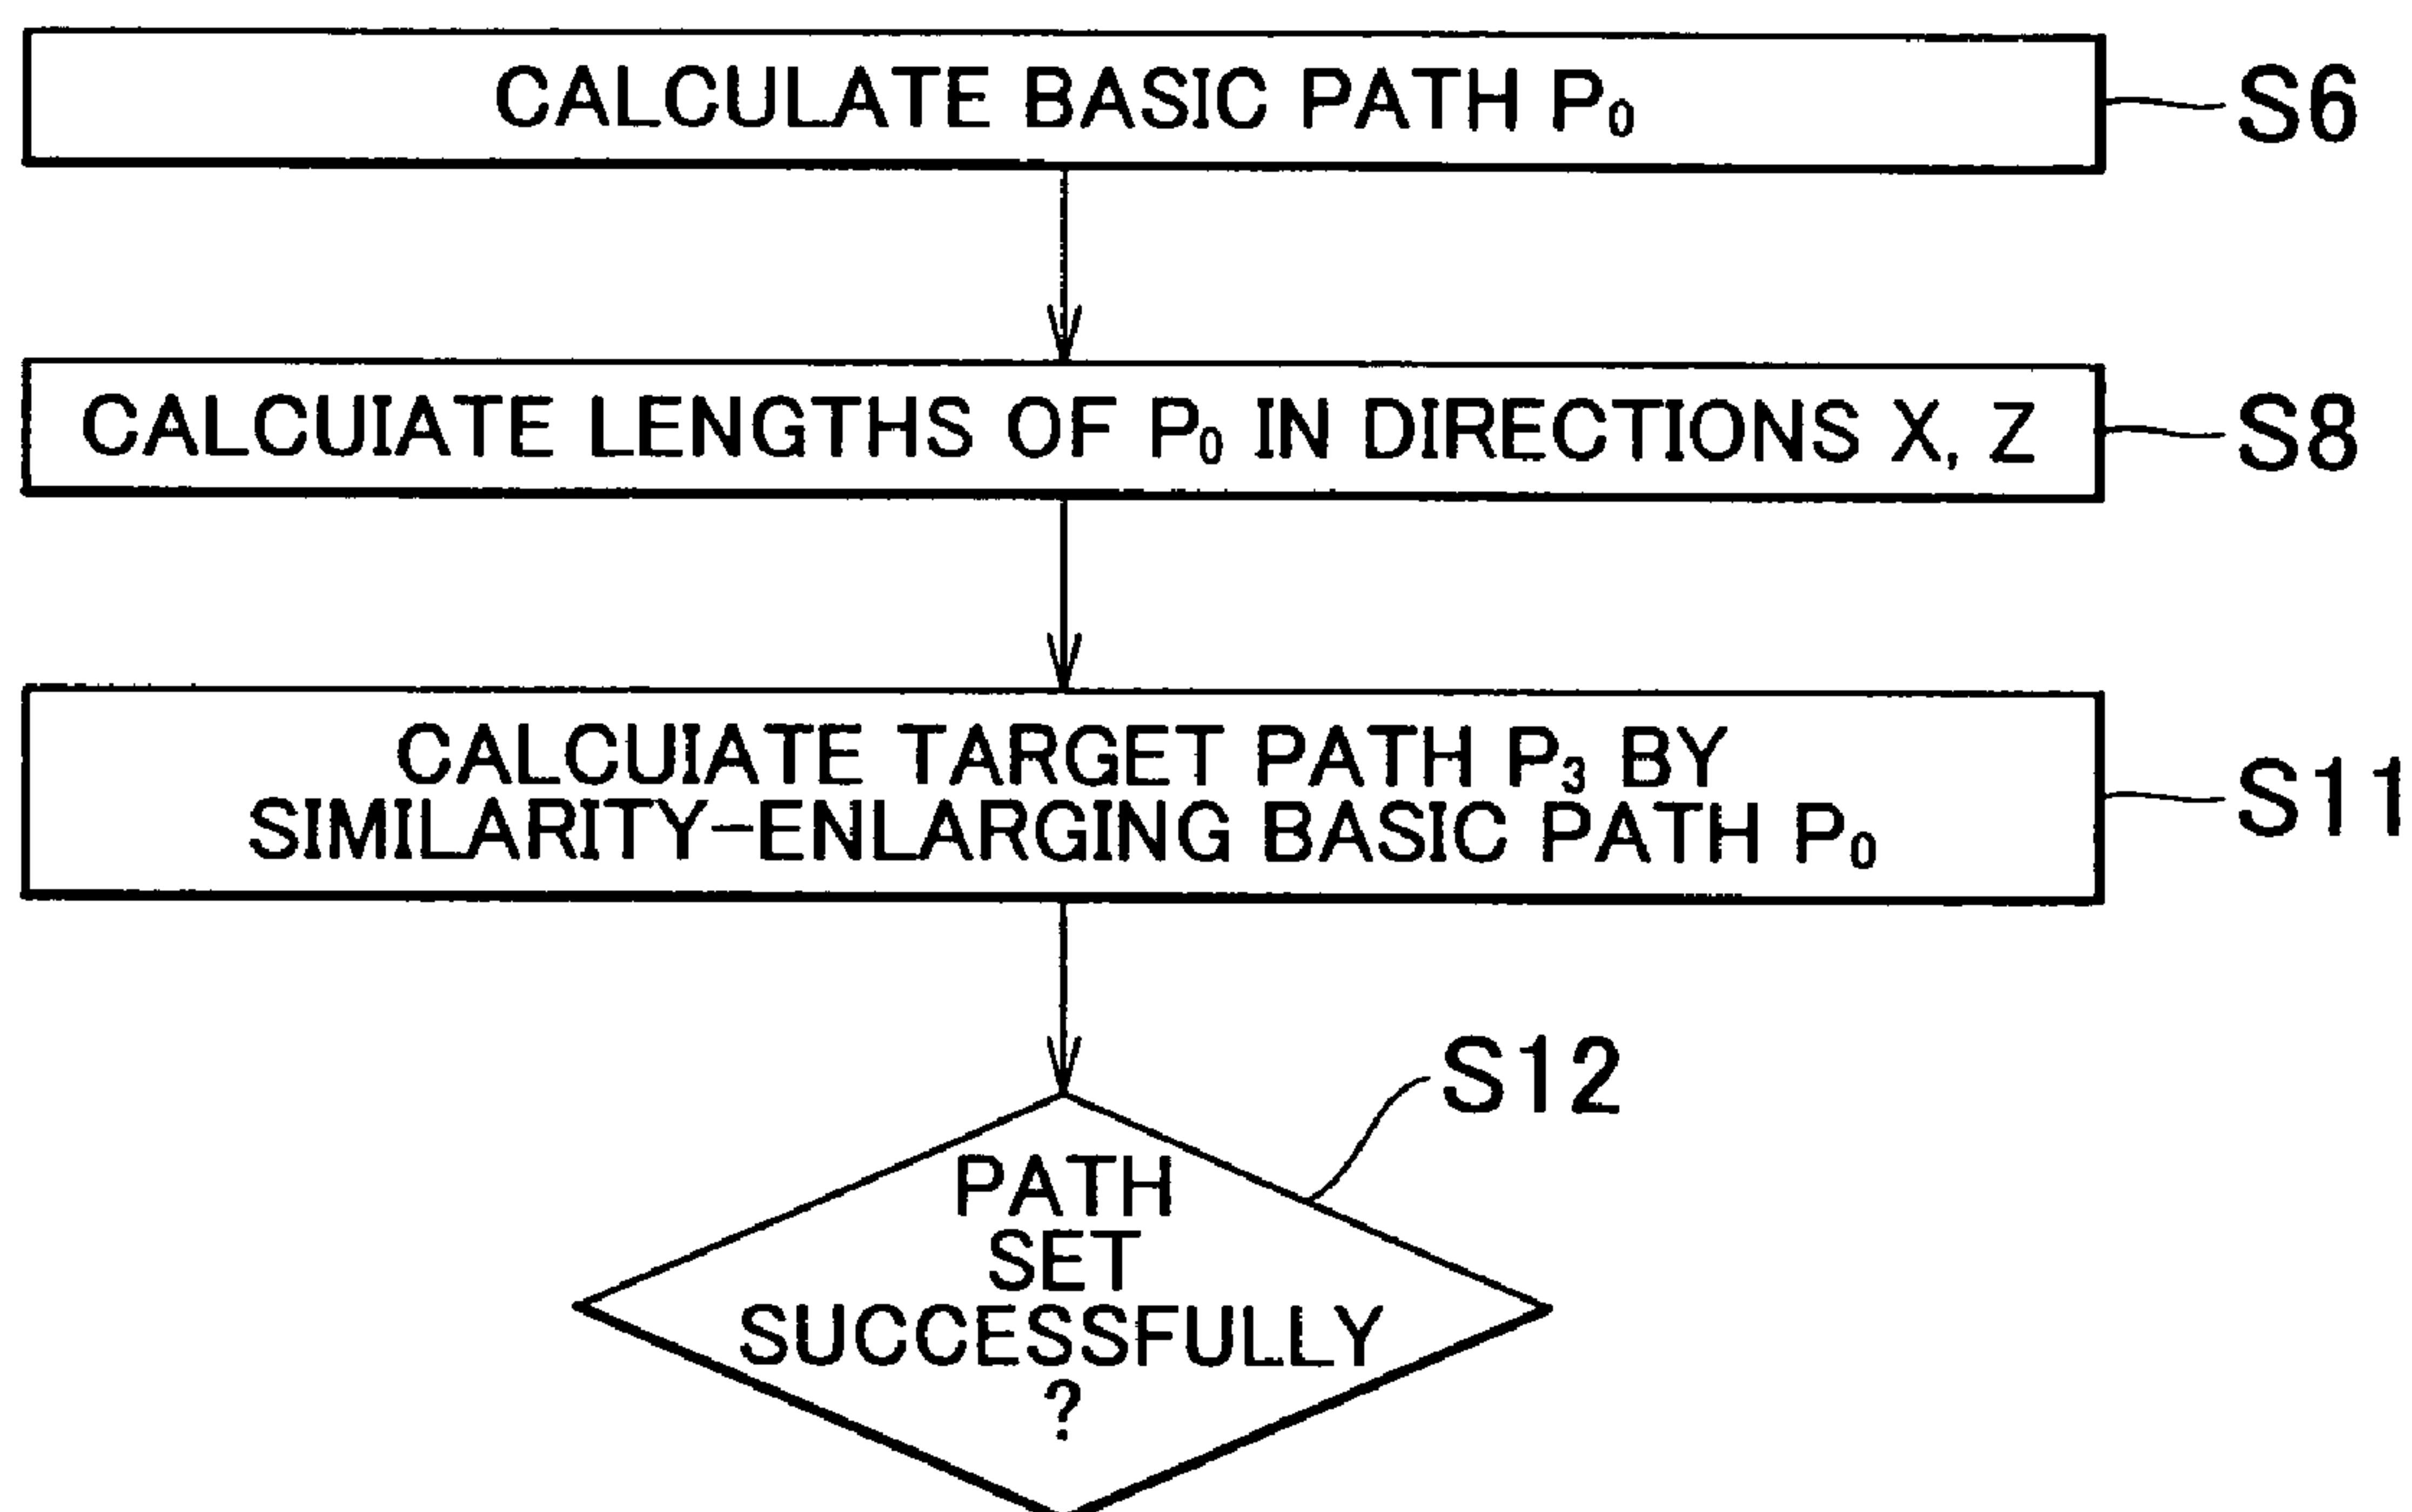 CALCULATE BASIC PATH P₀
S6
CALCUIATE LENGTHS OF P₀ IN DIRECTIONS X, Z
S8
CALCUIATE TARGET PATH P₃ BY
SIMILARITY-ENLARGING BASIC PATH P₀
S11
S12
PATH
SET
SUCCESSFULLY
?